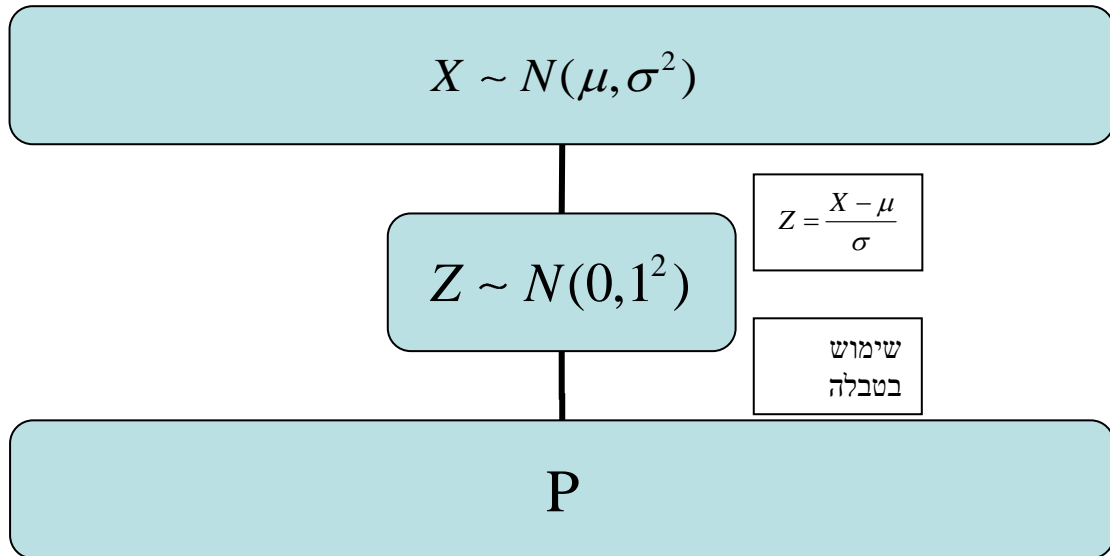 X ~ N(μ,σ²)
Z = (X − μ) / σ
Z ~ N(0,1²)
שימוש
בטבלה
P